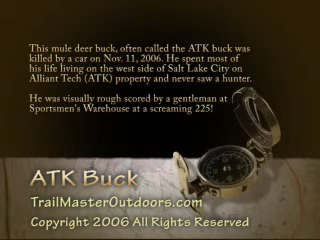 This mule deer buck, often called the ATK buck was
killed by a car on Nov. 11, 2006. He spent most of
his life living on the west side of Salt Lake City on
Alliant Tech (ATK) property and never saw a hunter.
He was visually rough scored by a gentleman at
Sportsmen's Warehouse at a screaming 225!
ATK Buck
TrailMasterOutdoors.com
Copyright 2006 All Rights Reserved